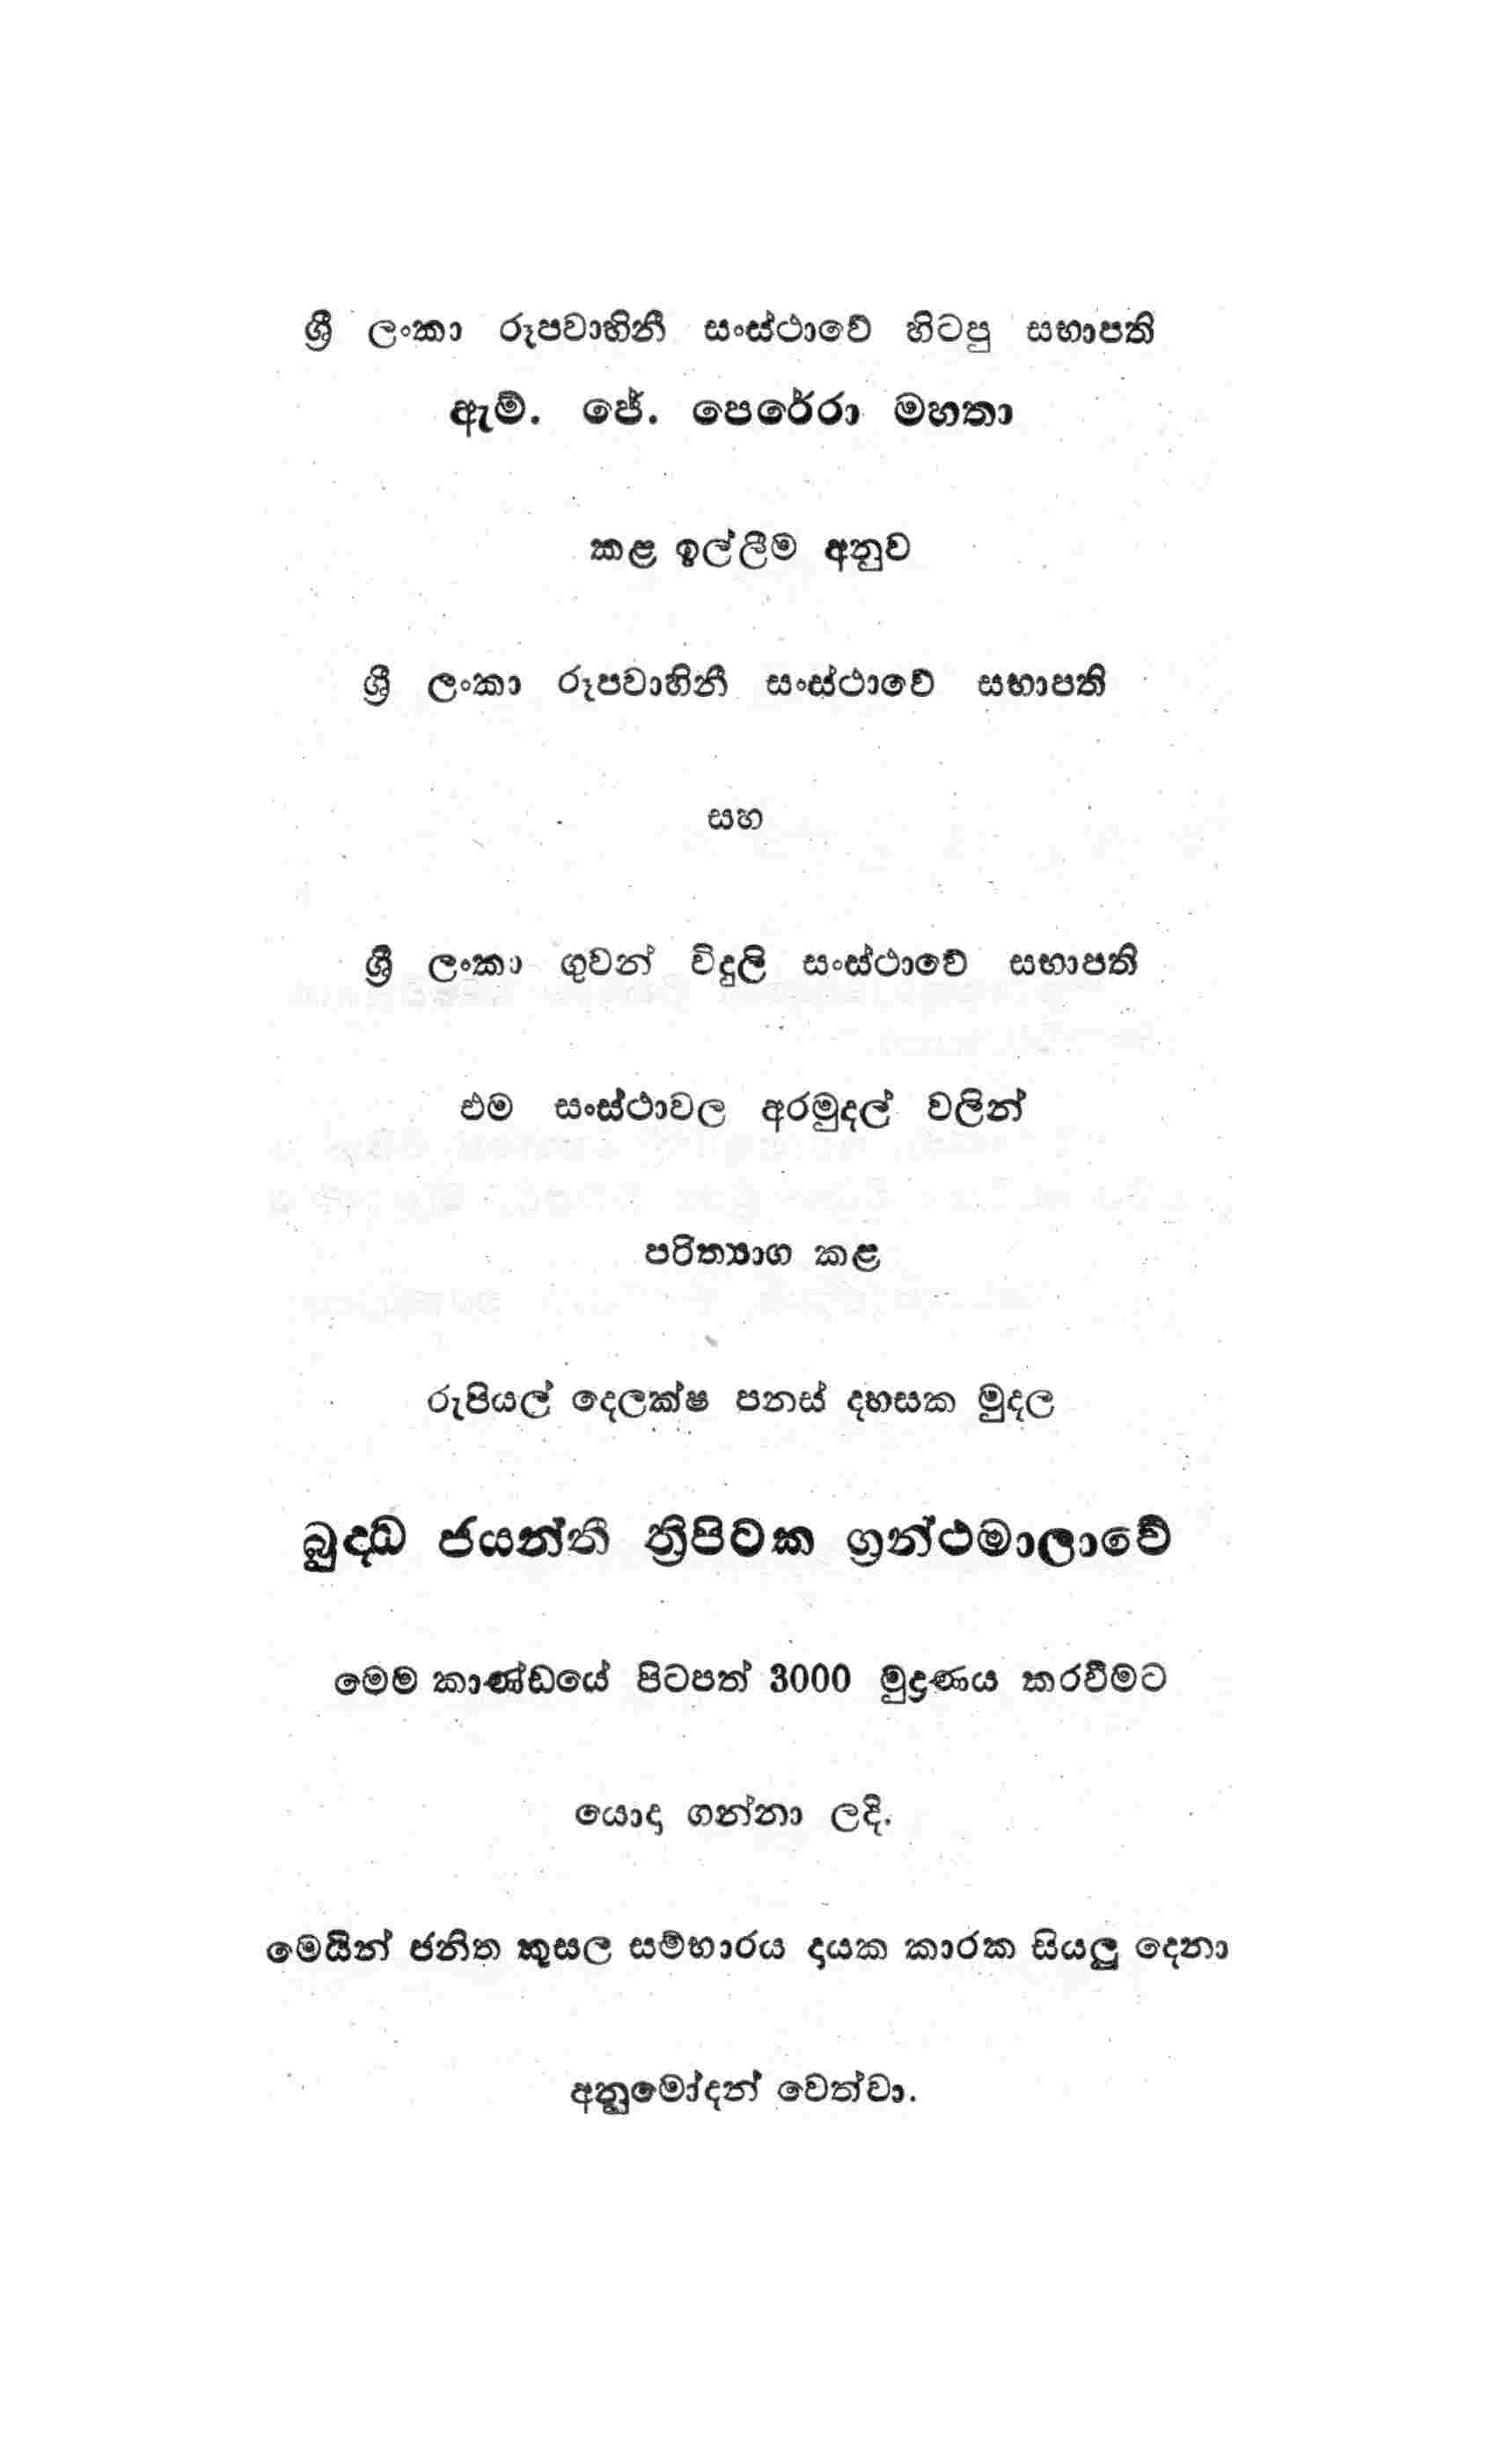 ශ්‍රී ලංකා රූපවාහිනී සංස්ථාවේ හිටපු සභාපති
ඇම්. ජේ. පෙරේරා මහතා
කළ ඉල්ලීම අනුව
ශ්‍රී ලංකා රූපවාහිනී සංස්ථාවේ සභාපති
සහ
ශ්‍රී ලංකා ගුවන් විදුලි සංස්ථාවේ සභාපති
එම සංස්ථාවල අරමුදල් වලින්
පරිත්‍යාග කළ
රුපියල් දෙලක්ෂ පනස් දහසක මුදල
බුද්ධ ජයන්ති ත්‍රිපිටක ග්‍රන්ථමාලාවේ
මෙම කාණ්ඩයේ පිටපත් 3000 මුද්‍රණය කරවීමට
යොදා ගන්නා ලදි.
මෙයින් ජනිත කුසල සම්භාරය දායක කාරක සියලු දෙනා
අනුමෝදන් වෙත්වා.